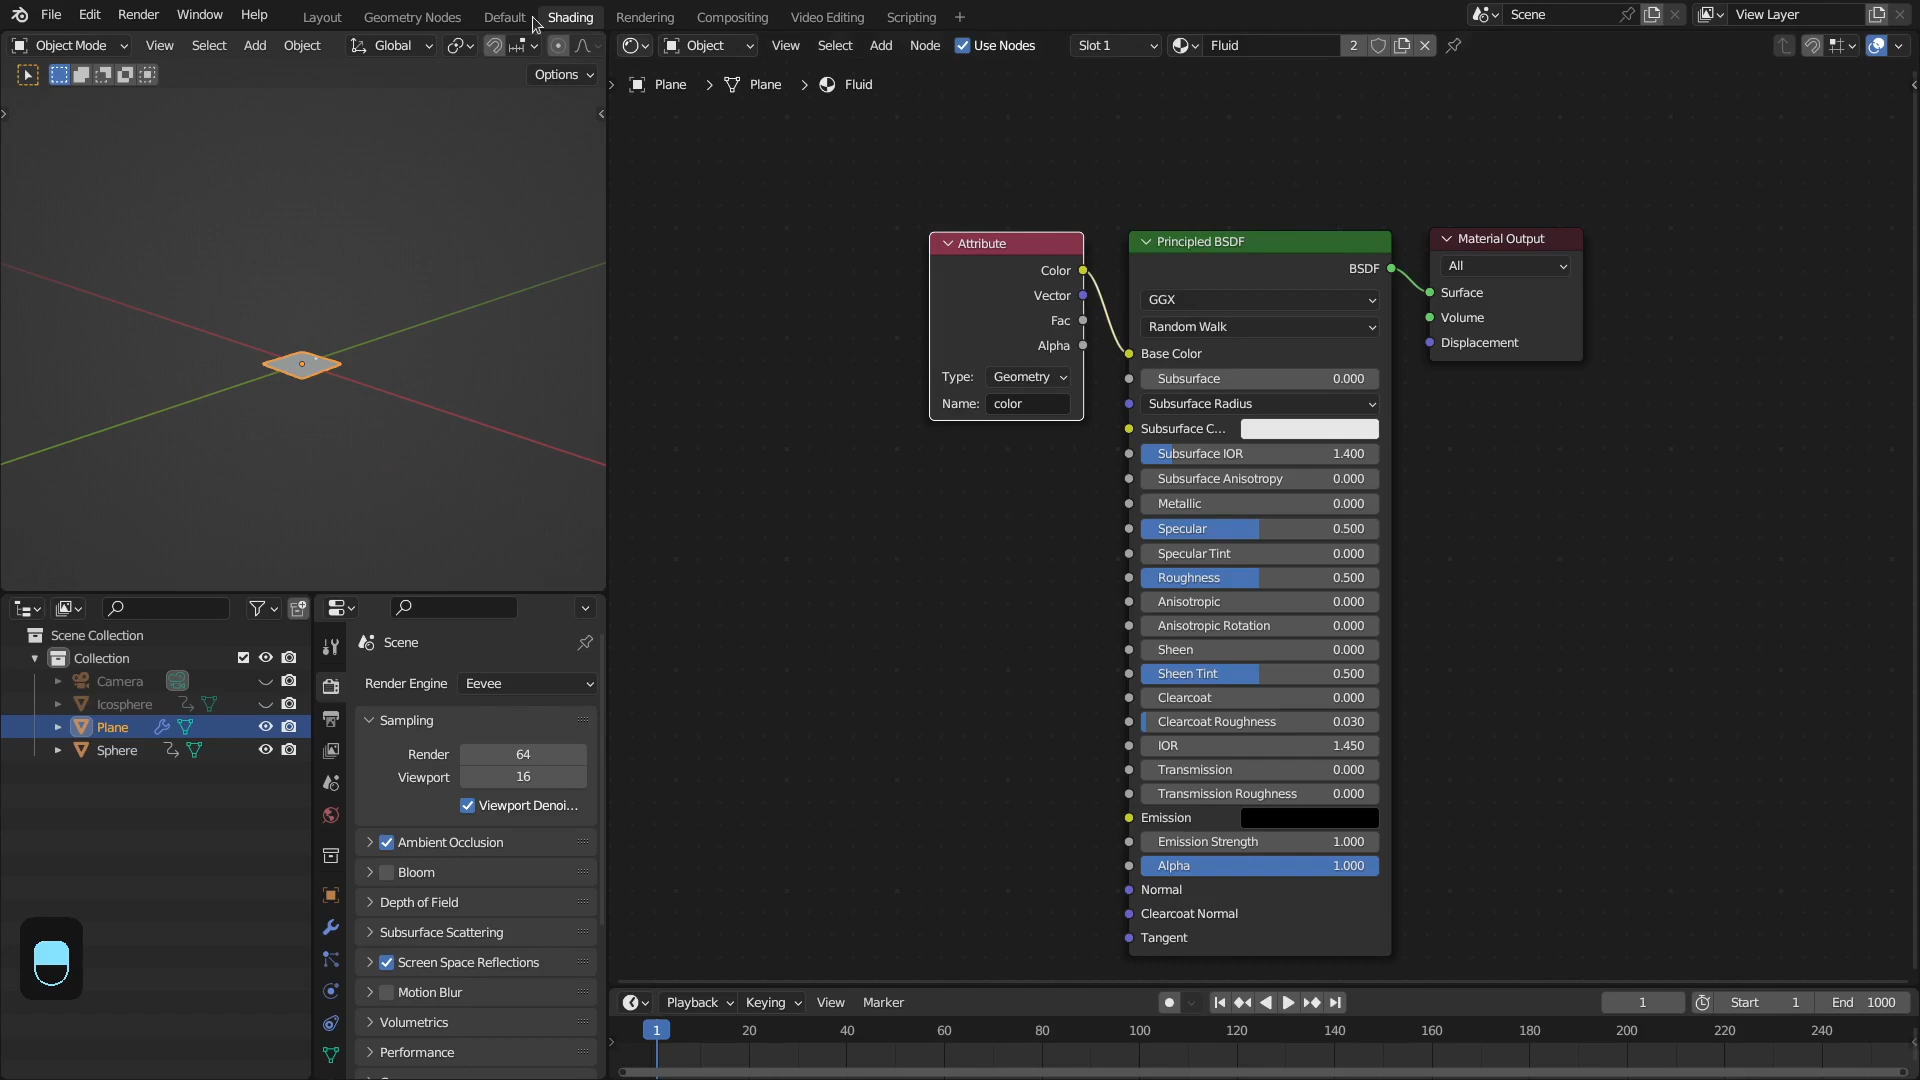 File Edit Render Window Help Layout Geometry Nodes Default Shading Rendering Compositing Video Editing Scripting + Scene View Layer
Object Mode View Select Add Object Global
Options
Object View Select Add Node Use Nodes Slot 1 Fluid 2
Plane > Plane > Fluid
Attribute
Color
Vector
Fac
Alpha
Type: Geometry
Name: color
Principled BSDF
BSDF
GGX
Random Walk
Base Color
Subsurface 0.000
Subsurface Radius
Subsurface C...
Subsurface IOR 1.400
Subsurface Anisotropy 0.000
Metallic 0.000
Specular 0.500
Specular Tint 0.000
Roughness 0.500
Anisotropic 0.000
Anisotropic Rotation 0.000
Sheen 0.000
Sheen Tint 0.500
Clearcoat 0.000
Clearcoat Roughness 0.030
IOR 1.450
Transmission 0.000
Transmission Roughness 0.000
Emission
Emission Strength 1.000
Alpha 1.000
Normal
Clearcoat Normal
Tangent
Material Output
All
Surface
Volume
Displacement
Scene Collection
Collection
Camera
Icosphere
Plane
Sphere
Scene
Render Engine Eevee
Sampling
Render 64
Viewport 16
Viewport Denoi...
Ambient Occlusion
Bloom
Depth of Field
Subsurface Scattering
Screen Space Reflections
Motion Blur
Volumetrics
Performance
Playback Keying View Marker 1 Start 1 End 1000
1 20 40 60 80 100 120 140 160 180 200 220 240